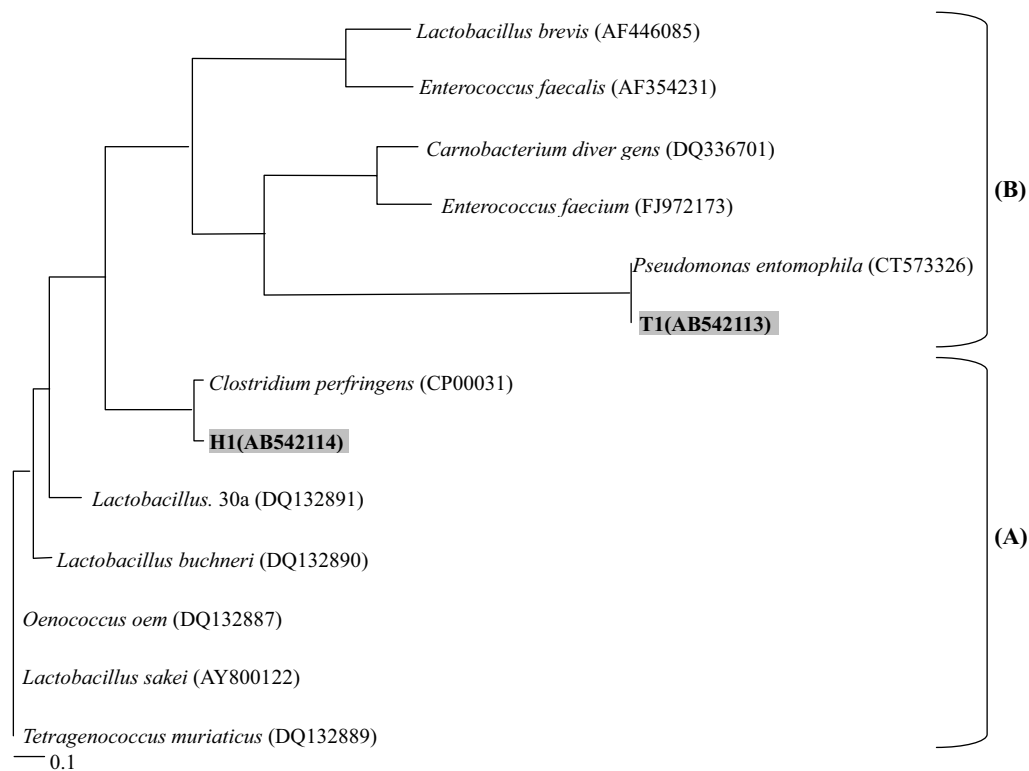 Lactobacillus brevis (AF446085)
Enterococcus faecalis (AF354231)
Carnobacterium diver gens (DQ336701)
Enterococcus faecium (FJ972173)
(B)
Pseudomonas entomophila (CT573326)
T1(AB542113)
Clostridium perfringens (CP00031)
H1(AB542114)
Lactobacillus. 30a (DQ132891)
(A)
Lactobacillus buchneri (DQ132890)
Oenococcus oem (DQ132887)
Lactobacillus sakei (AY800122)
Tetragenococcus muriaticus (DQ132889)
0.1